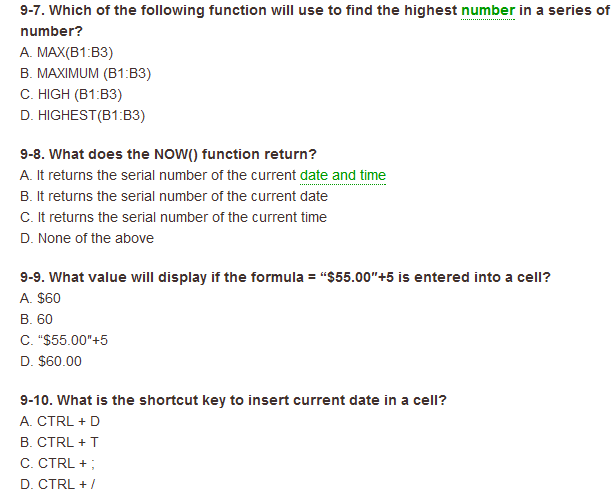 9-7. Which of the following function will use to find the highest number in a series of
number?
A. MAX(B1:B3)
B. MAXIMUM (B1:B3)
C. HIGH (B1:B3)
D. HIGHEST(B1:B3)
9-8. What does the NOW() function return?
A. It returns the serial number of the current date and time
B. It returns the serial number of the current date
C. It returns the serial number of the current time
D. None of the above
9-9. What value will display if the formula = “$55.00″+5 is entered into a cell?
A. $60
B. 60
C. “$55.00″+5
D. $60.00
9-10. What is the shortcut key to insert current date in a cell?
A. CTRL + D
B. CTRL + T
C. CTRL + ;
D. CTRL + /